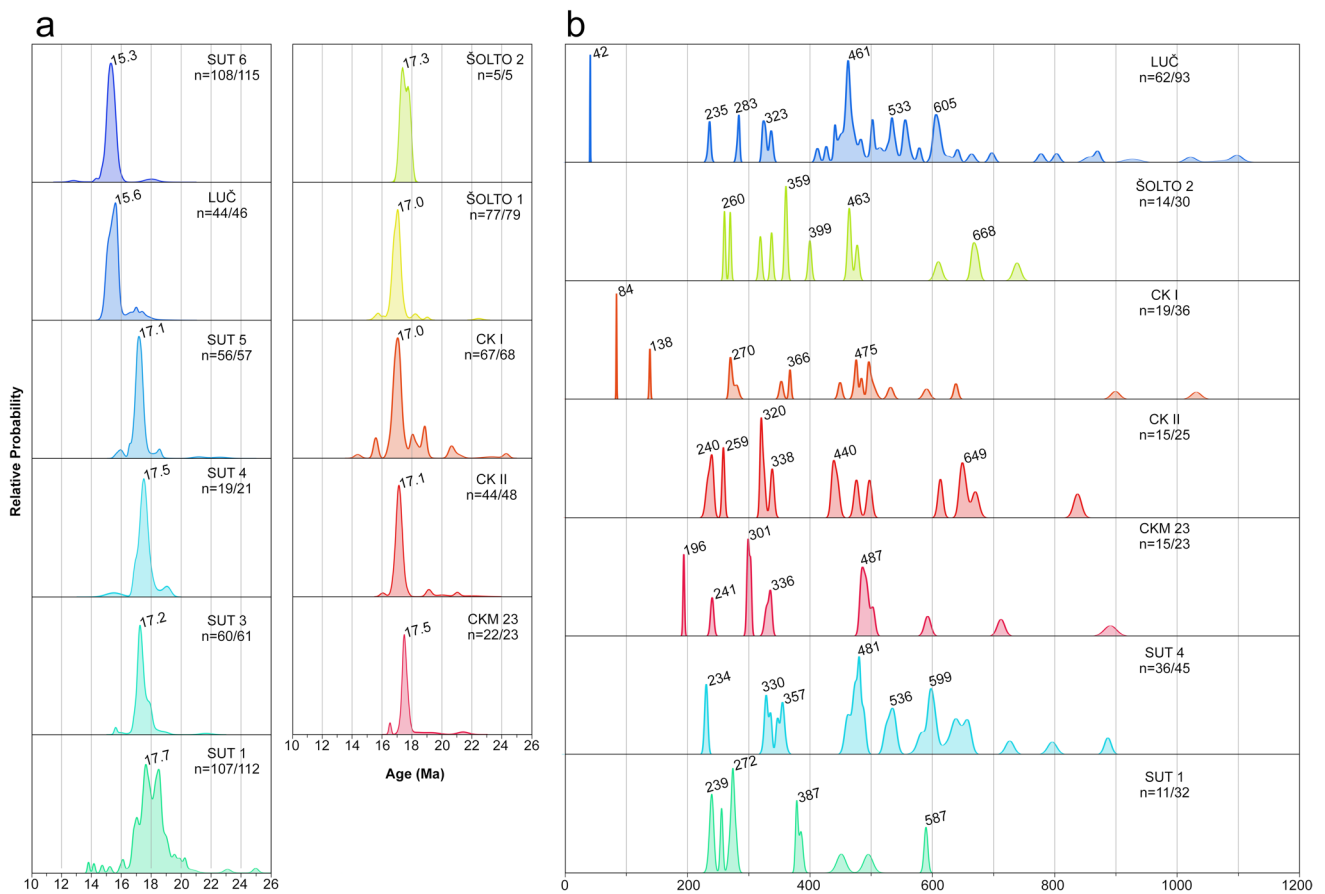 a
b
Relative Probability
SUT 6
n=108/115
15.3
LUČ
n=44/46
15.6
SUT 5
n=56/57
17.1
SUT 4
n=19/21
17.5
SUT 3
n=60/61
17.2
SUT 1
n=107/112
17.7
10 12 14 16 18 20 22 24 26
ŠOLTO 2
n=5/5
17.3
ŠOLTO 1
n=77/79
17.0
CK I
n=67/68
17.0
CK II
n=44/48
17.1
CKM 23
n=22/23
17.5
10 12 14 16 18 20 22 24 26
Age (Ma)
LUČ
n=62/93
42 235 283 323 461 533 605
ŠOLTO 2
n=14/30
260 359 399 463 668
CK I
n=19/36
84 138 270 366 475
CK II
n=15/25
240 259 320 338 440 649
CKM 23
n=15/23
196 241 301 336 487
SUT 4
n=36/45
234 330 357 481 536 599
SUT 1
n=11/32
239 272 387 587
0 200 400 600 800 1000 1200